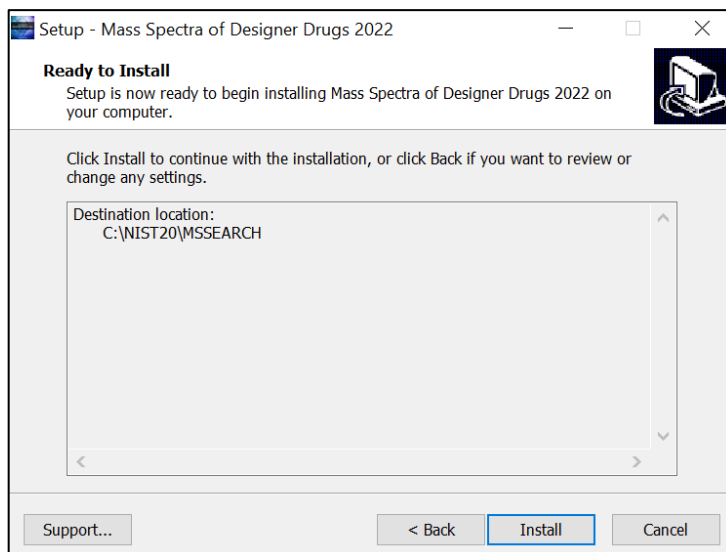 Setup - Mass Spectra of Designer Drugs 2022
Ready to Install
Setup is now ready to begin installing Mass Spectra of Designer Drugs 2022 on
your computer.
Click Install to continue with the installation, or click Back if you want to review or
change any settings.
Destination location:
C:\NIST20\MSSEARCH
Support...
< Back
Install
Cancel